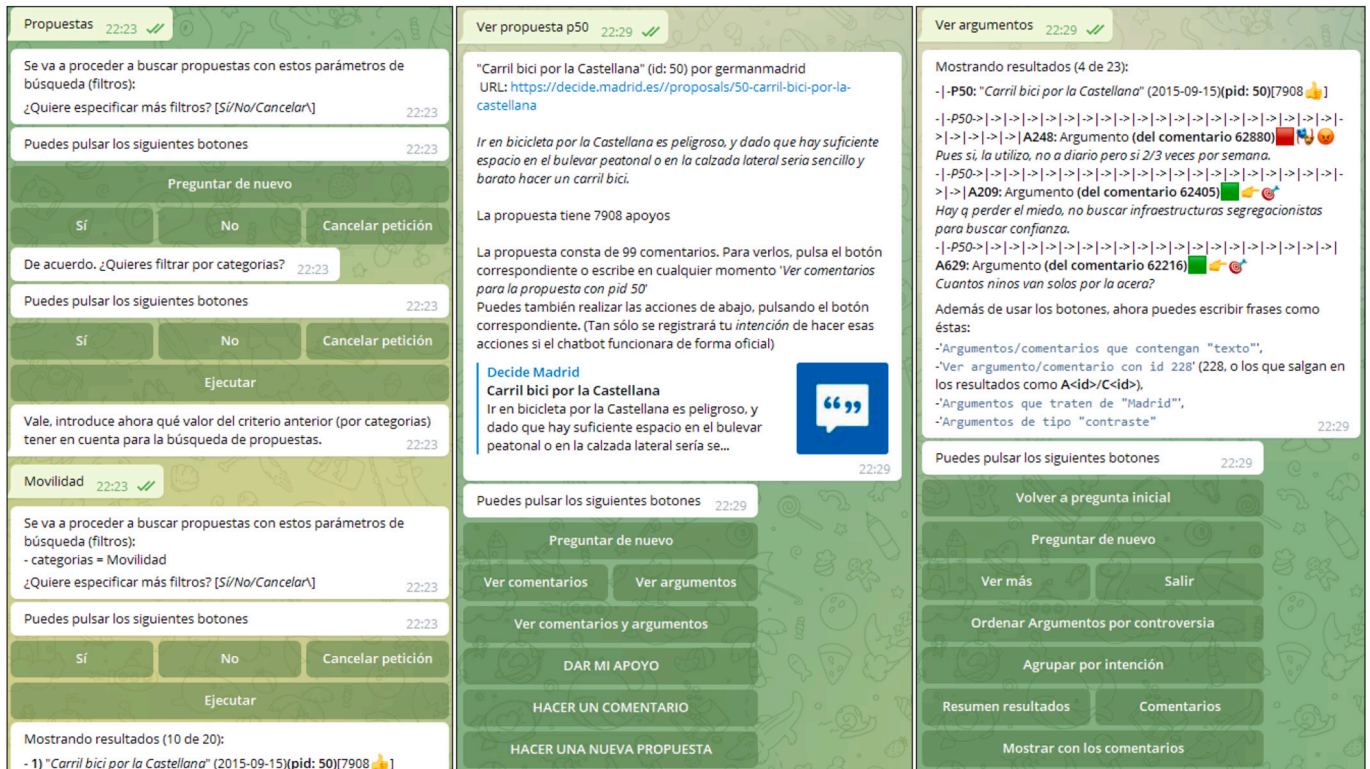 Propuestas 22:23
Se va a proceder a buscar propuestas con estos parámetros de
búsqueda (filtros):
¿Quiere especificar más filtros? [Sí/No/Cancelar\] 22:23
Puedes pulsar los siguientes botones 22:23
Preguntar de nuevo
Sí No Cancelar petición
De acuerdo. ¿Quieres filtrar por categorias? 22:23
Puedes pulsar los siguientes botones 22:23
Sí No Cancelar petición
Ejecutar
Vale, introduce ahora qué valor del criterio anterior (por categorias)
tener en cuenta para la búsqueda de propuestas. 22:23
Movilidad 22:23
Se va a proceder a buscar propuestas con estos parámetros de
búsqueda (filtros):
- categorias = Movilidad
¿Quiere especificar más filtros? [Sí/No/Cancelar\] 22:23
Puedes pulsar los siguientes botones 22:23
Sí No Cancelar petición
Ejecutar
Mostrando resultados (10 de 20):
- 1) "Carril bici por la Castellana" (2015-09-15)(pid: 50)[7908👍]
Ver propuesta p50 22:29
"Carril bici por la Castellana" (id: 50) por germanmadrid
URL: https://decide.madrid.es//proposals/50-carril-bici-por-la-
castellana
Ir en bicicleta por la Castellana es peligroso, y dado que hay suficiente
espacio en el bulevar peatonal o en la calzada lateral seria sencillo y
barato hacer un carril bici.
La propuesta tiene 7908 apoyos
La propuesta consta de 99 comentarios. Para verlos, pulsa el botón
correspondiente o escribe en cualquier momento 'Ver comentarios
para la propuesta con pid 50'
Puedes también realizar las acciones de abajo, pulsando el botón
correspondiente. (Tan sólo se registrará tu intención de hacer esas
acciones si el chatbot funcionara de forma oficial)
Decide Madrid
Carril bici por la Castellana
Ir en bicicleta por la Castellana es peligroso, y
dado que hay suficiente espacio en el bulevar
peatonal o en la calzada lateral sería se...
22:29
Puedes pulsar los siguientes botones 22:29
Preguntar de nuevo
Ver comentarios Ver argumentos
Ver comentarios y argumentos
DAR MI APOYO
HACER UN COMENTARIO
HACER UNA NUEVA PROPUESTA
Ver argumentos 22:29
Mostrando resultados (4 de 23):
-|-P50: "Carril bici por la Castellana" (2015-09-15)(pid: 50)[7908👍]
-|-P50->|->|->|->|->|->|->|->|->|->|->|->|->|->|->|->|->|-
>|->|->|->|->|A248: Argumento (del comentario 62880)🟥🎭😡
Pues si, la utilizo, no a diario pero si 2/3 veces por semana.
-|-P50->|->|->|->|->|->|->|->|->|->|->|->|->|->|->|->|->|-
>|->|A209: Argumento (del comentario 62405)🟩👉🎯
Hay q perder el miedo, no buscar infraestructuras segregacionistas
para buscar confianza.
-|-P50->|->|->|->|->|->|->|->|->|->|->|->|->|->|->|->|->|
A629: Argumento (del comentario 62216)🟩👉🎯
Cuantos ninos van solos por la acera?
Además de usar los botones, ahora puedes escribir frases como
éstas:
-'Argumentos/comentarios que contengan "texto"',
-'Ver argumento/comentario con id 228' (228, o los que salgan en
los resultados como A<id>/C<id>),
-'Argumentos que traten de "Madrid"',
-'Argumentos de tipo "contraste" 22:29
Puedes pulsar los siguientes botones 22:29
Volver a pregunta inicial
Preguntar de nuevo
Ver más Salir
Ordenar Argumentos por controversia
Agrupar por intención
Resumen resultados Comentarios
Mostrar con los comentarios